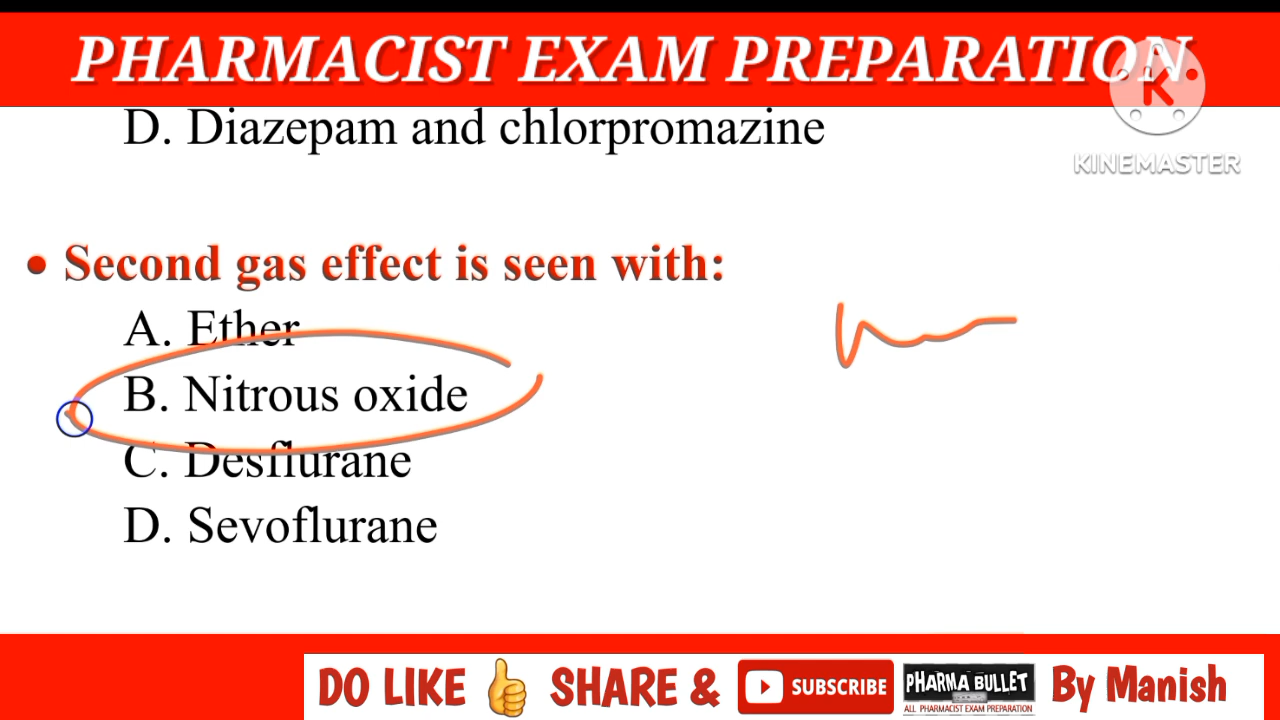 PHARMACIST EXAM PREPARATION
KINEMASTER
D. Diazepam and chlorpromazine
• Second gas effect is seen with:
A. Ether
B. Nitrous oxide
C. Desflurane
D. Sevoflurane
DO LIKE 👍 SHARE & SUBSCRIBE PHARMA BULLET By Manish
ALL PHARMACIST EXAM PREPARATION